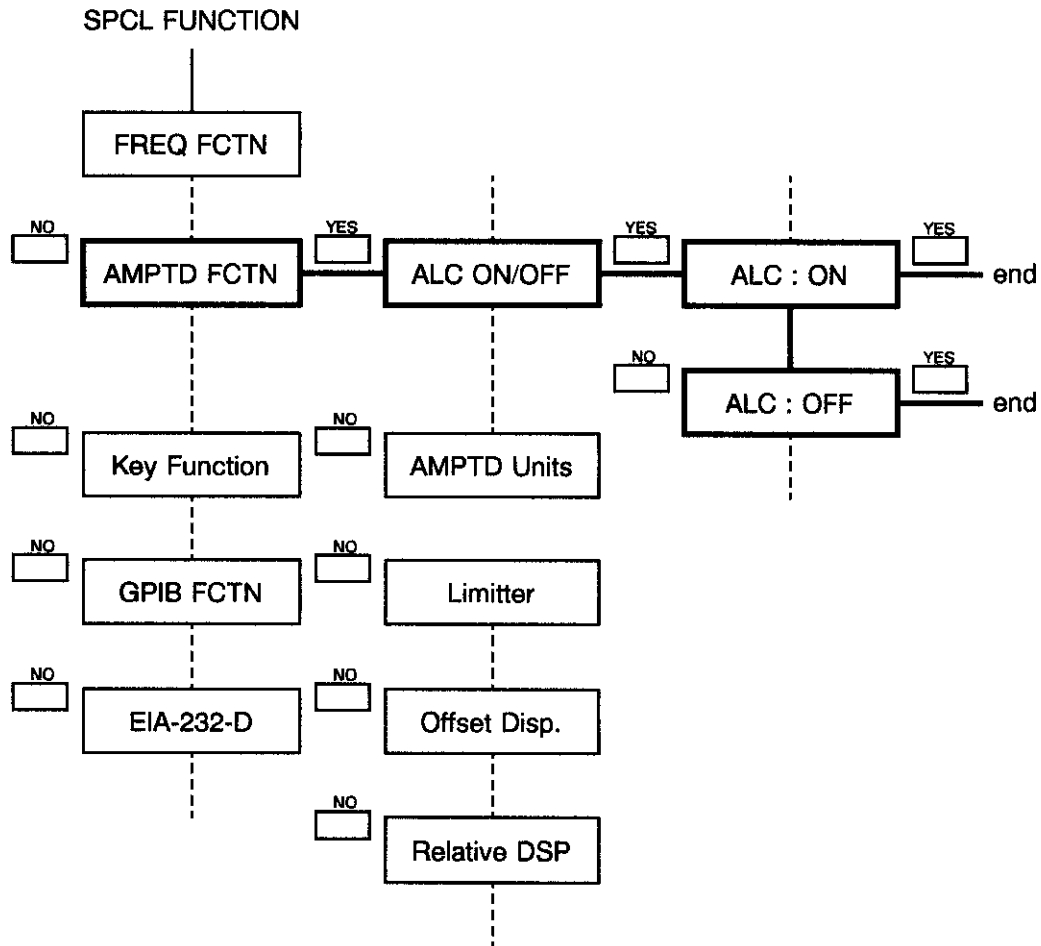 SPCL FUNCTION
FREQ FCTN
NO
AMPTD FCTN
YES
ALC ON/OFF
YES
ALC : ON
YES
end
NO
ALC : OFF
YES
end
NO
Key Function
NO
AMPTD Units
NO
GPIB FCTN
NO
Limitter
NO
EIA-232-D
NO
Offset Disp.
NO
Relative DSP